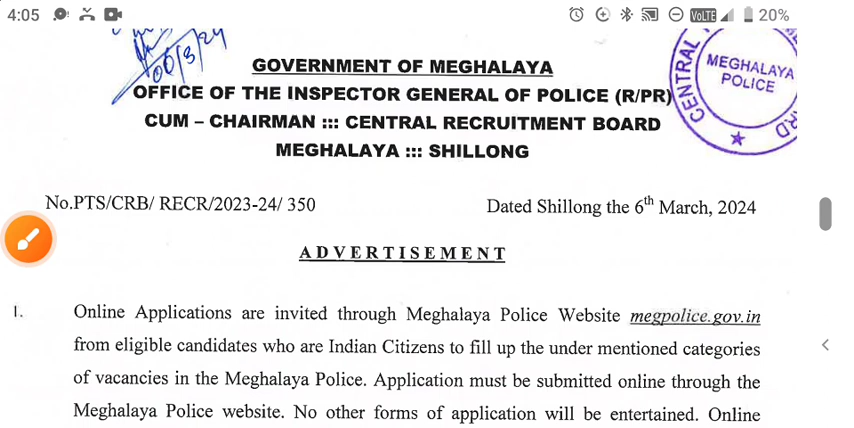 4:05
VoLTE
20%
06/3/24
GOVERNMENT OF MEGHALAYA
OFFICE OF THE INSPECTOR GENERAL OF POLICE (R/PR)
CUM – CHAIRMAN ::: CENTRAL RECRUITMENT BOARD
MEGHALAYA ::: SHILLONG
CENTRAL
MEGHALAYA
POLICE
No.PTS/CRB/ RECR/2023-24/ 350
Dated Shillong the 6th March, 2024
ADVERTISEMENT
1. Online Applications are invited through Meghalaya Police Website megpolice.gov.in
from eligible candidates who are Indian Citizens to fill up the under mentioned categories
of vacancies in the Meghalaya Police. Application must be submitted online through the
Meghalaya Police website. No other forms of application will be entertained. Online